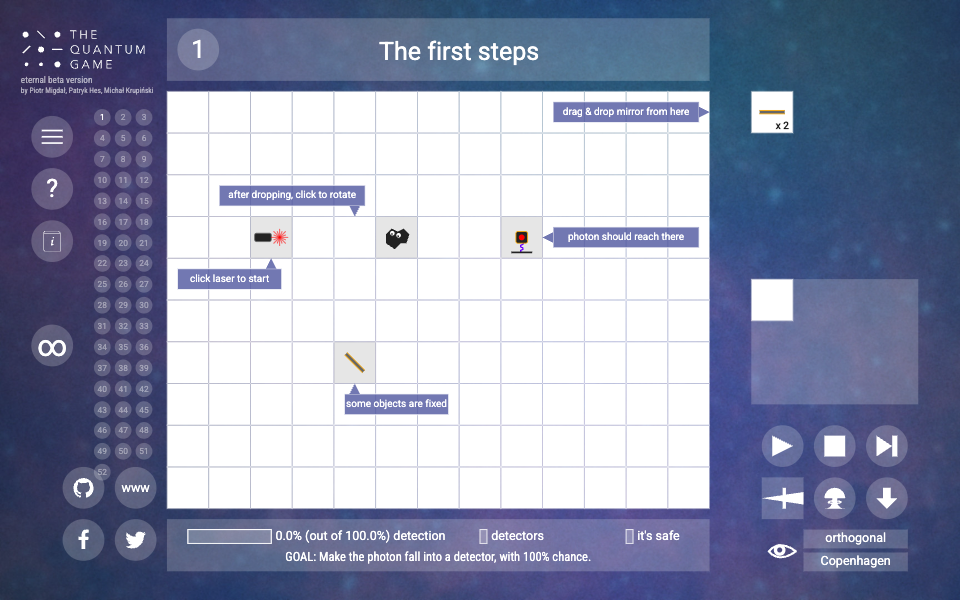 THE
QUANTUM
GAME
eternal beta version
by Piotr Migdał, Patryk Hes, Michał Krupiński
1
The first steps
drag & drop mirror from here
x 2
1 2 3
4 5 6
7 8 9
10 11 12
13 14 15
16 17 18
19 20 21
22 23 24
25 26 27
28 29 30
31 32 33
34 35 36
37 38 39
40 41 42
43 44 45
46 47 48
49 50 51
52
?
i
∞
www
after dropping, click to rotate
photon should reach there
click laser to start
some objects are fixed
0.0% (out of 100.0%) detection detectors it's safe
GOAL: Make the photon fall into a detector, with 100% chance.
orthogonal
Copenhagen